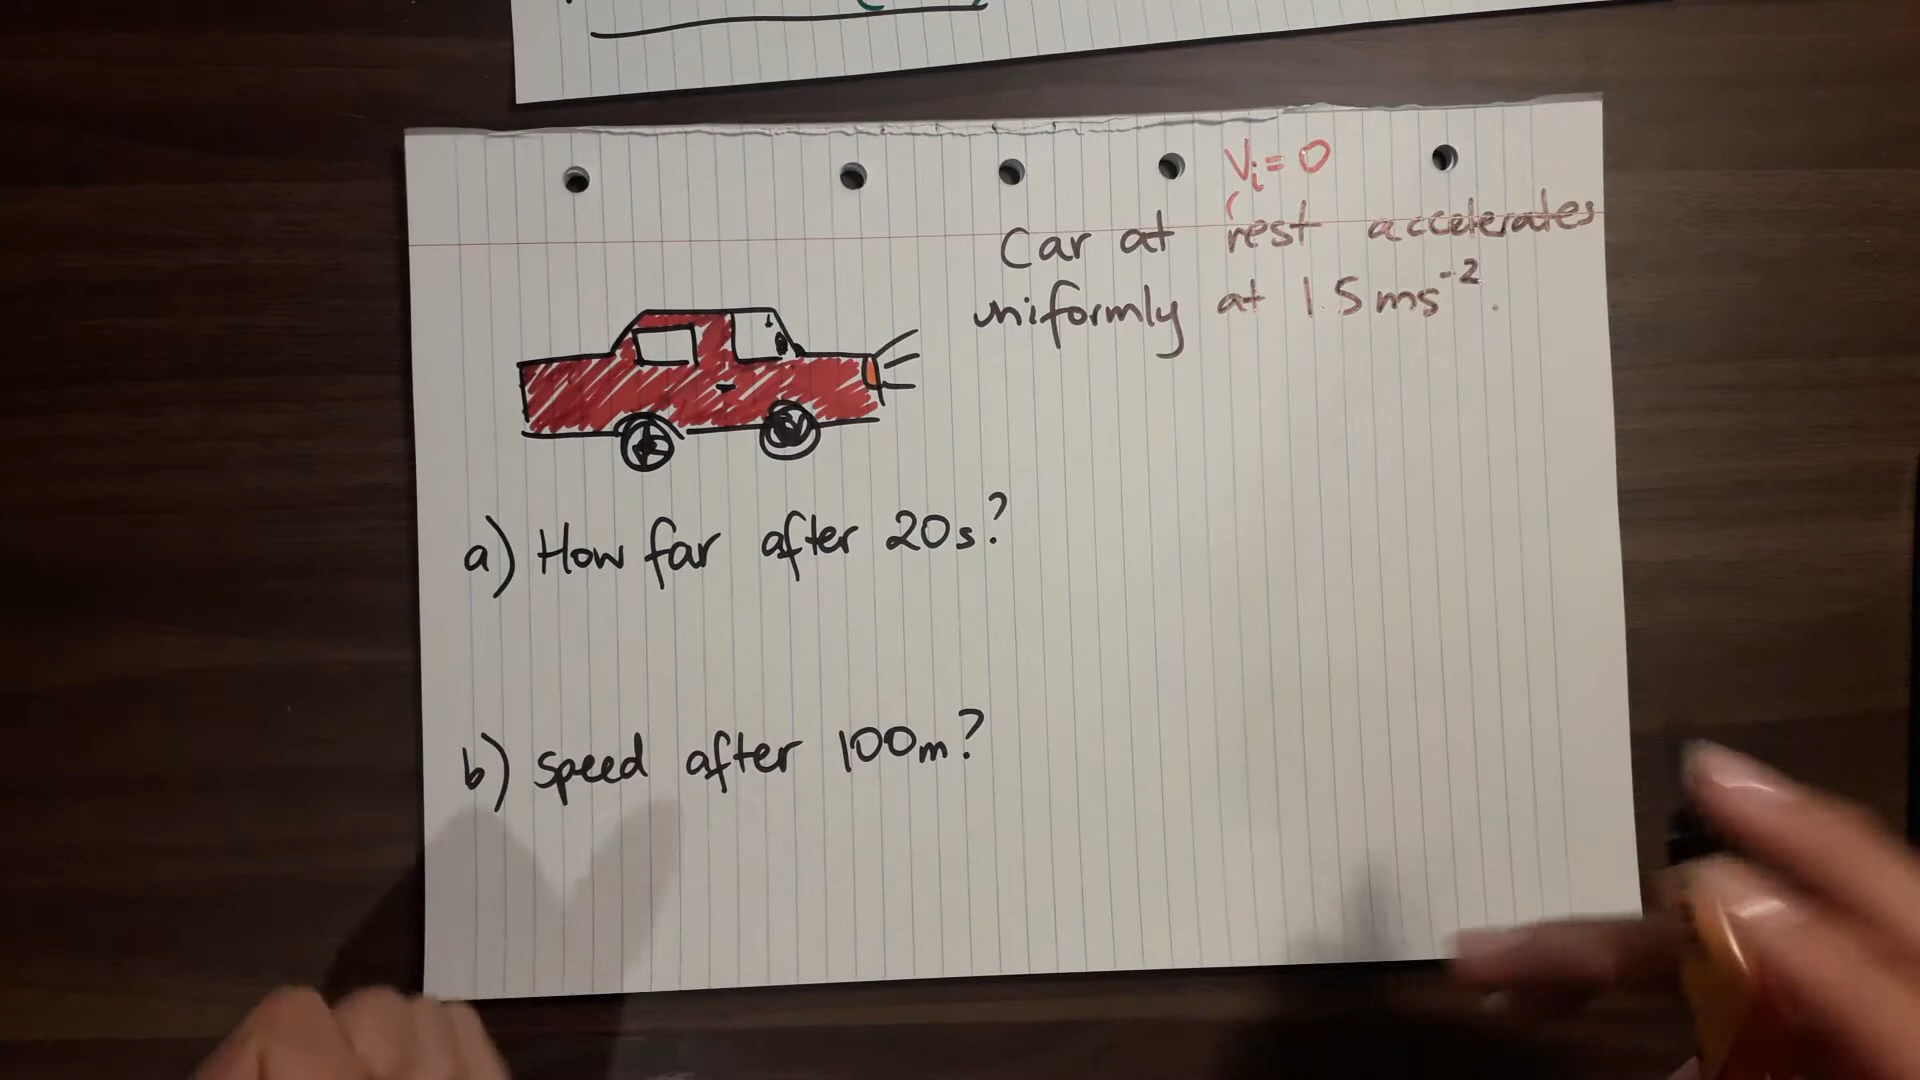 Vi = 0
Car at rest accelerates
uniformly at 1.5 ms⁻².
a) How far after 20s?
b) speed after 100m?